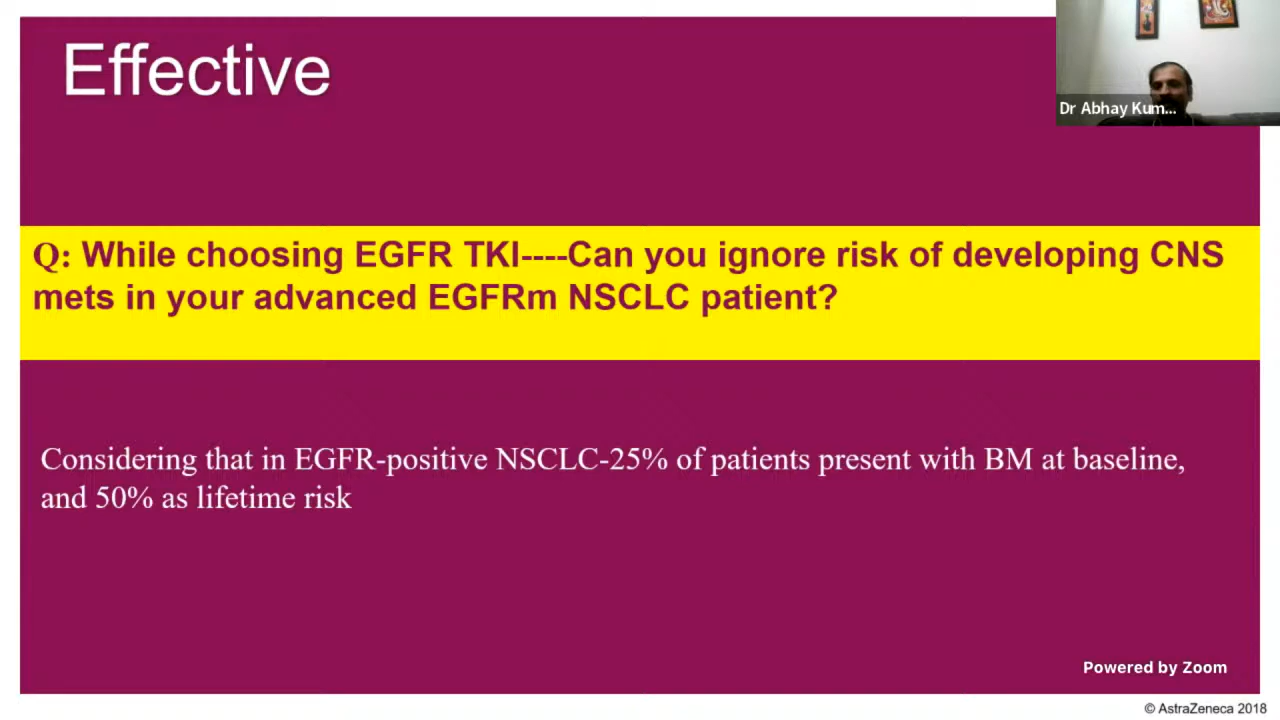 Effective
Dr Abhay Kum...
Q: While choosing EGFR TKI----Can you ignore risk of developing CNS
mets in your advanced EGFRm NSCLC patient?
Considering that in EGFR-positive NSCLC-25% of patients present with BM at baseline,
and 50% as lifetime risk
Powered by Zoom
© AstraZeneca 2018